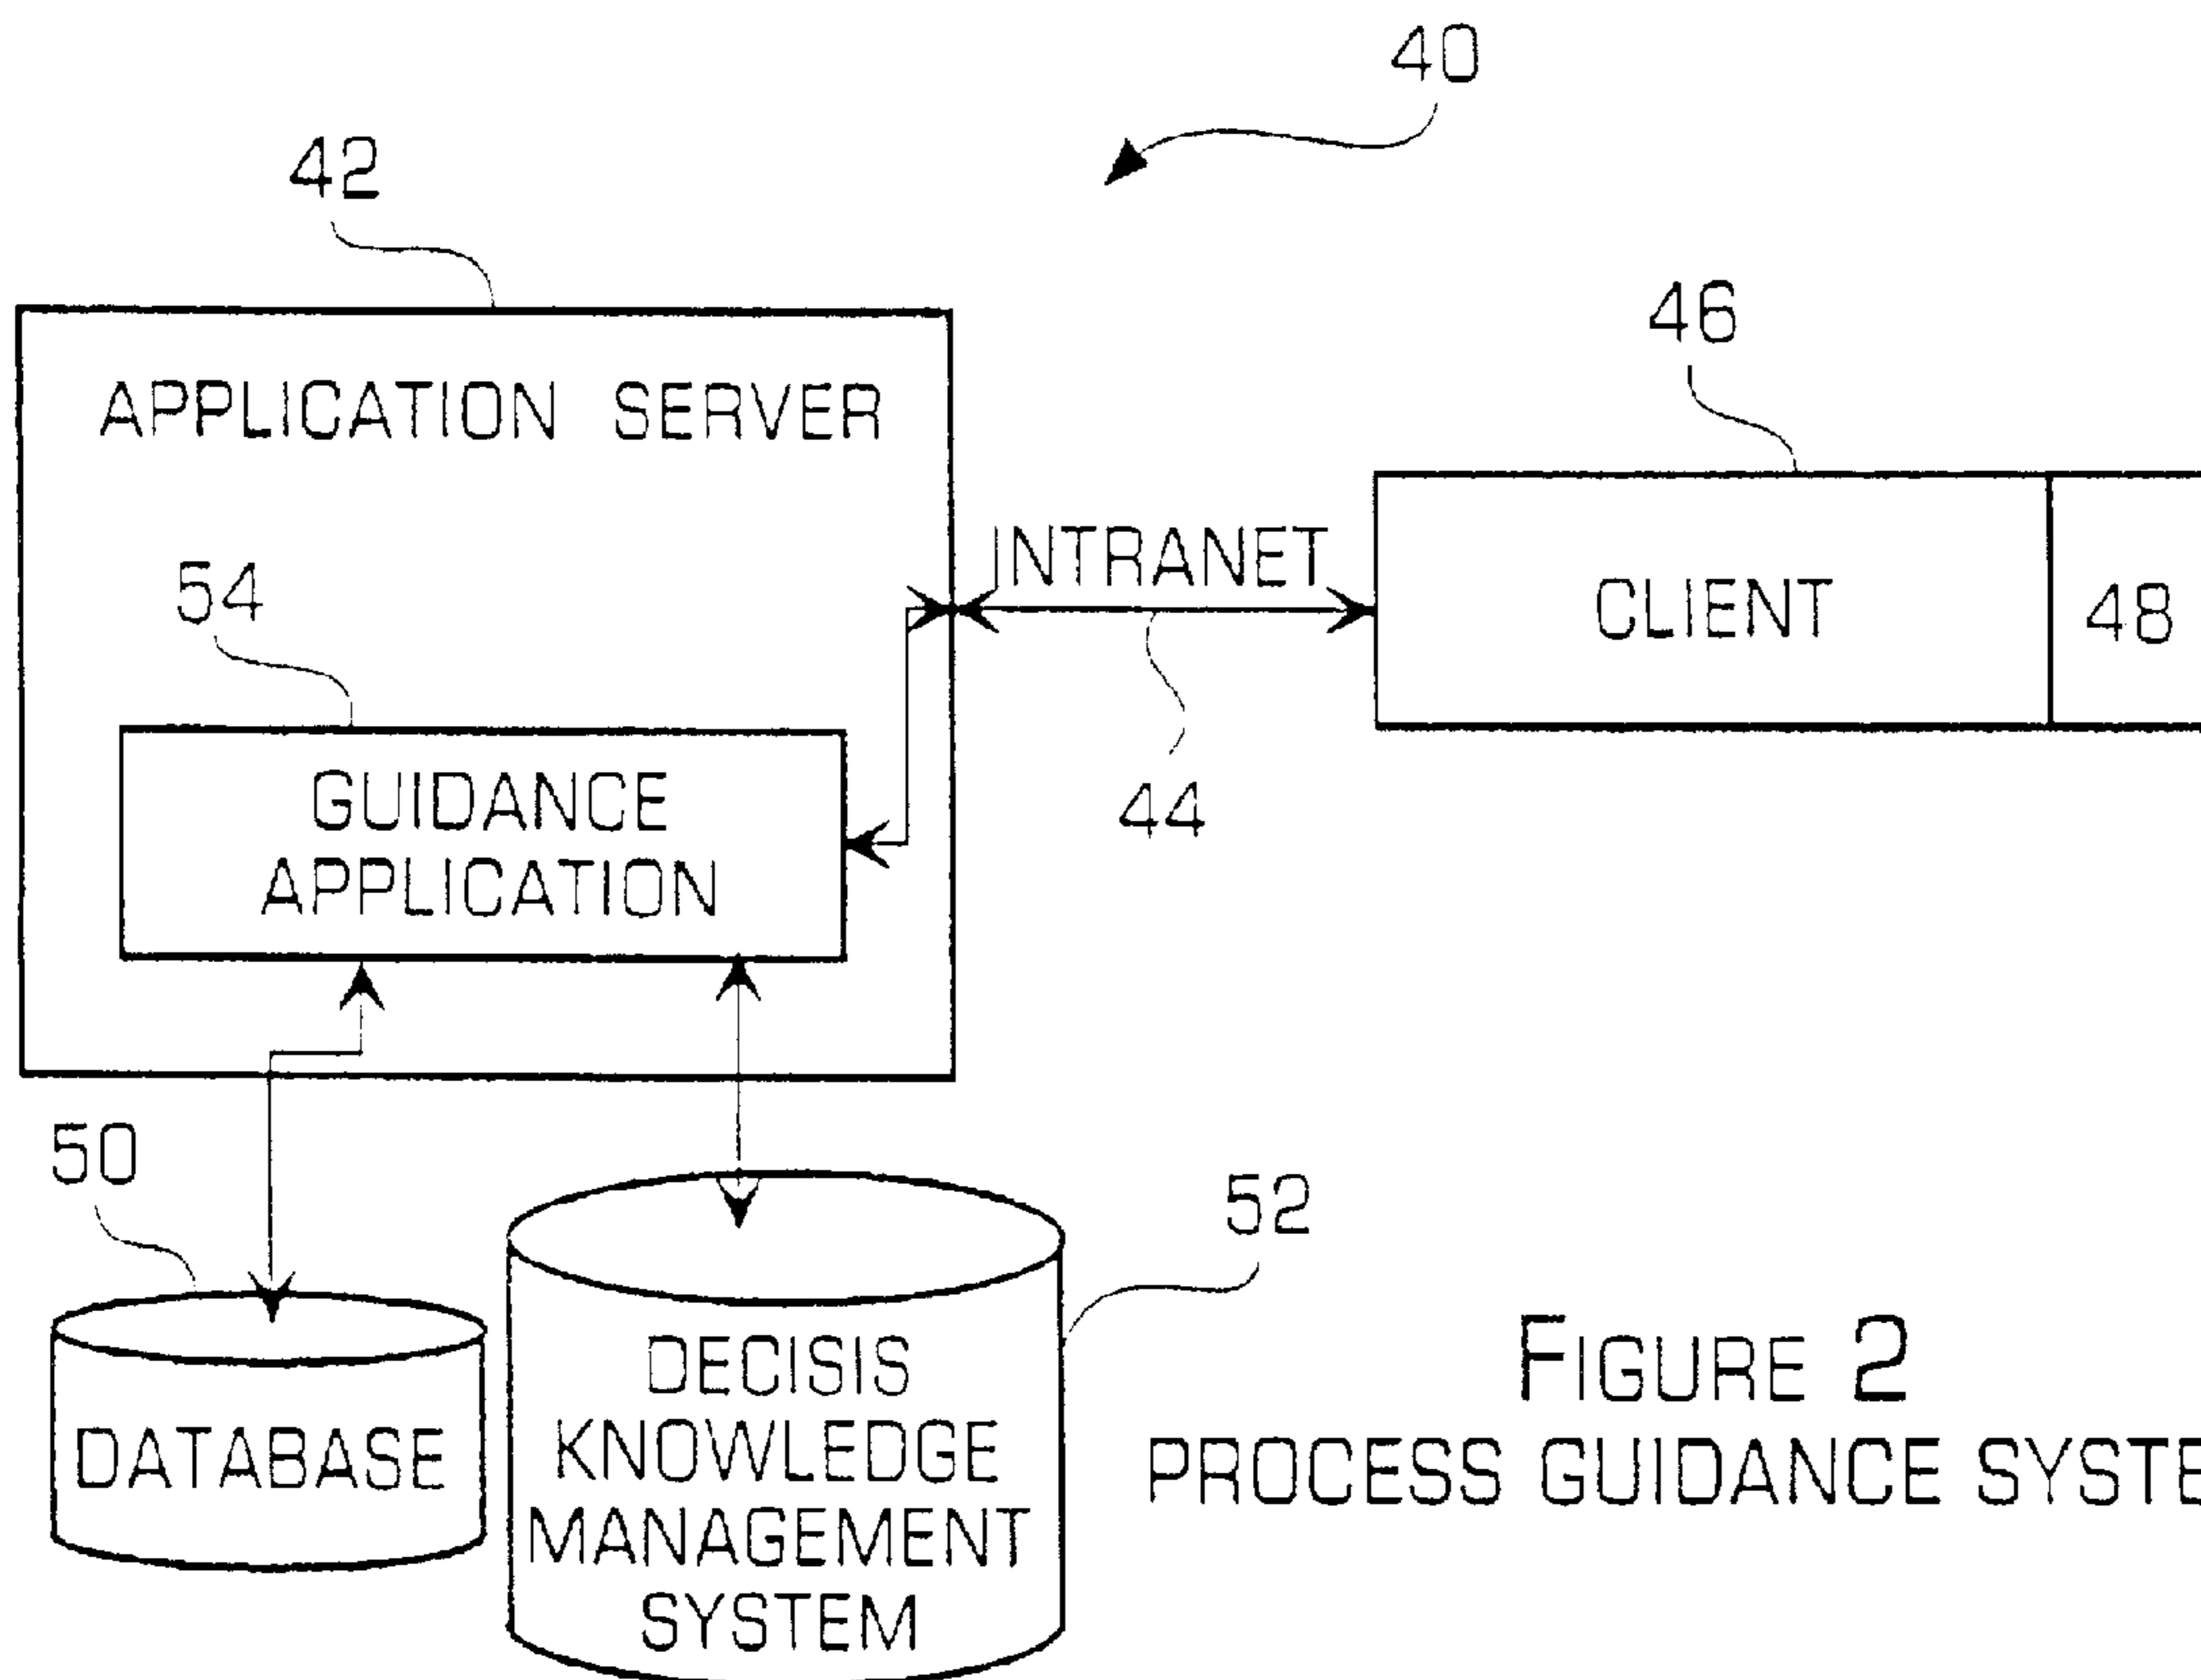 40
42
APPLICATION SERVER
46
INTRANET
CLIENT
48
54
44
GUIDANCE
APPLICATION
50
52
DATABASE
DECISIS
KNOWLEDGE
MANAGEMENT
SYSTEM
FIGURE 2
PROCESS GUIDANCE